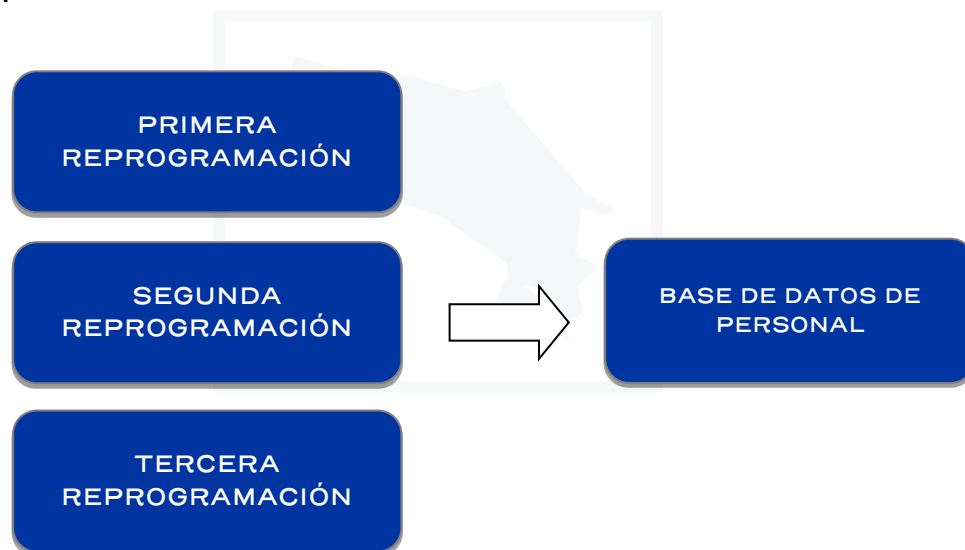 PRIMERA
REPROGRAMACIÓN
SEGUNDA
REPROGRAMACIÓN
BASE DE DATOS DE
PERSONAL
TERCERA
REPROGRAMACIÓN